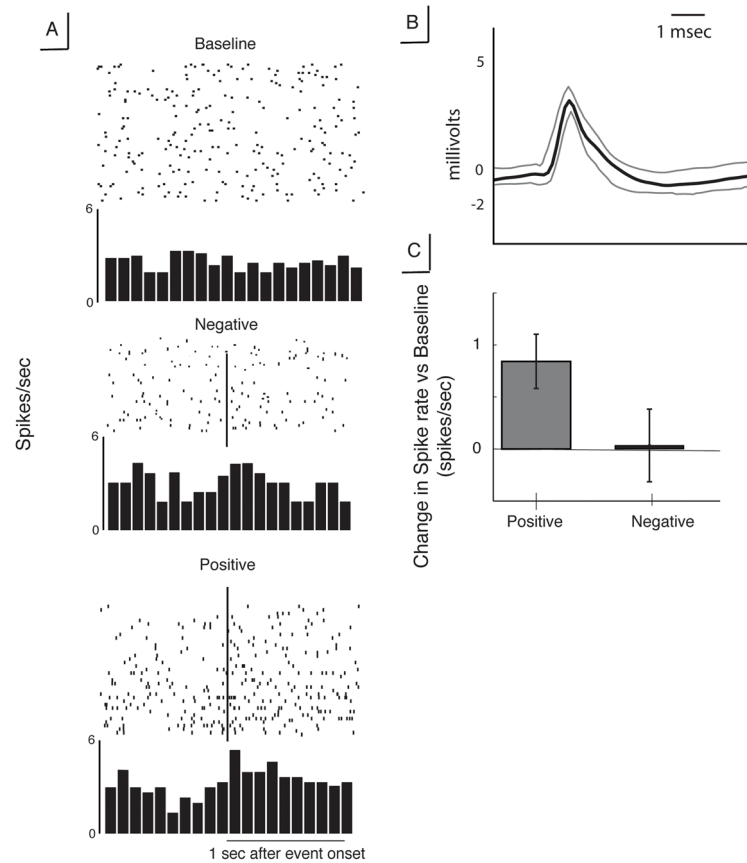 A
Baseline
6
0
Negative
6
0
Spikes/sec
Positive
6
0
1 sec after event onset
B
1 msec
5
0
-2
millivolts
C
1
0
Change in Spike rate vs Baseline
(spikes/sec)
Positive
Negative